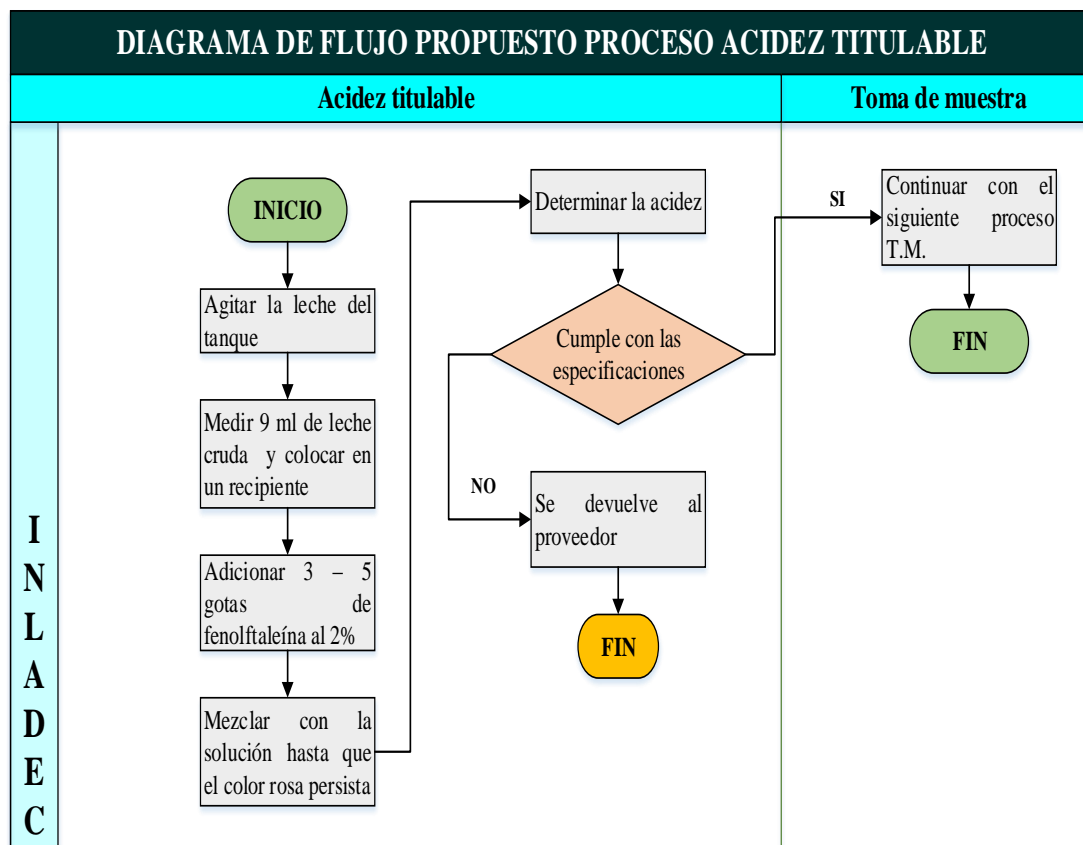 DIAGRAMA DE FLUJO PROPUESTO PROCESO ACIDEZ TITULABLE
Acidez titulable
Toma de muestra
INLADEC
INICIO
Agitar la leche del
tanque
Medir 9 ml de leche
cruda y colocar en
un recipiente
Adicionar 3 – 5
gotas de
fenolftaleína al 2%
Mezclar con la
solución hasta que
el color rosa persista
Determinar la acidez
Cumple con las
especificaciones
NO
Se devuelve al
proveedor
FIN
SI
Continuar con el
siguiente proceso
T.M.
FIN